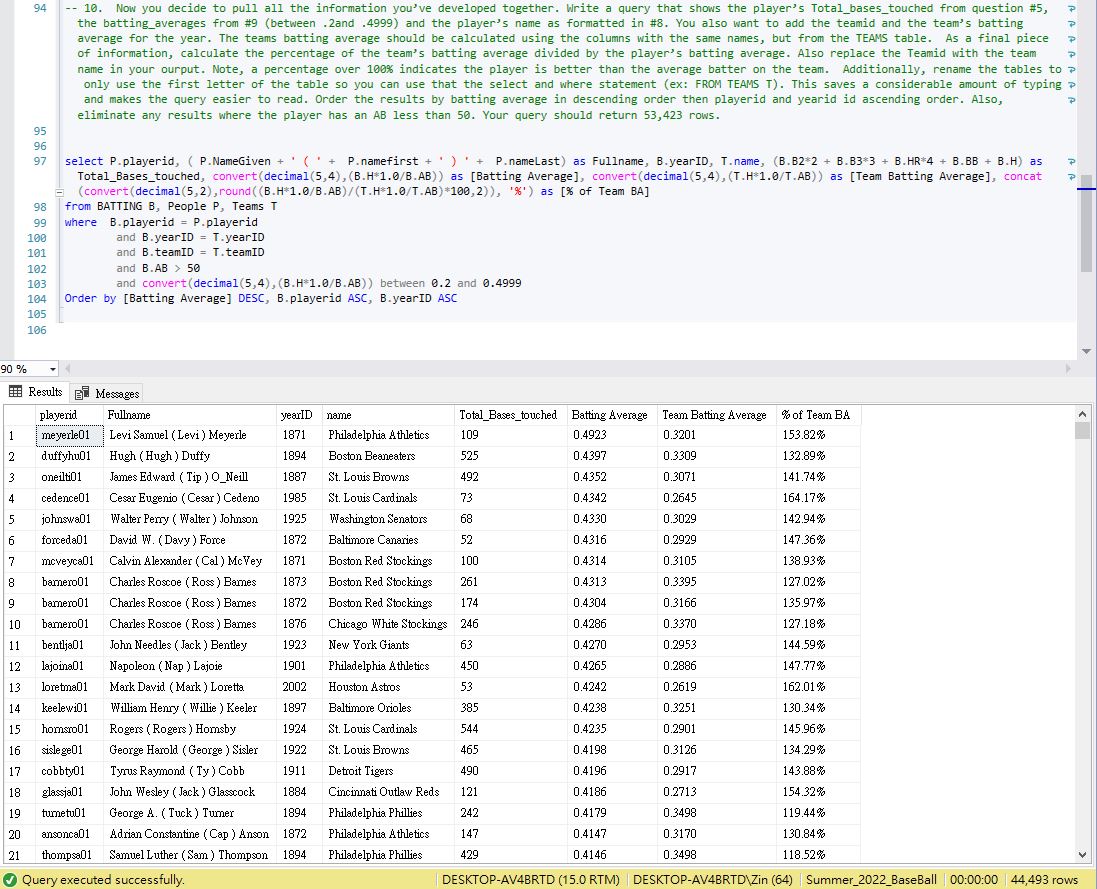 94 -- 10.  Now you decide to pull all the information you've developed together. Write a query that shows the player's Total_bases_touched from question #5,
the batting_averages from #9 (between .2and .4999) and the player's name as formatted in #8. You also want to add the teamid and the team's batting
average for the year. The teams batting average should be calculated using the columns with the same names, but from the TEAMS table.  As a final piece
of information, calculate the percentage of the team's batting average divided by the player's batting average. Also replace the Teamid with the team
name in your ourput. Note, a percentage over 100% indicates the player is better than the average batter on the team.  Additionally, rename the tables to
only use the first letter of the table so you can use that the select and where statement (ex: FROM TEAMS T). This saves a considerable amount of typing
and makes the query easier to read. Order the results by batting average in descending order then playerid and yearid id ascending order. Also,
eliminate any results where the player has an AB less than 50. Your query should return 53,423 rows.
95
96
97 select P.playerid, ( P.NameGiven + ' ( ' +  P.namefirst + ' ) ' +  P.nameLast) as Fullname, B.yearID, T.name, (B.B2*2 + B.B3*3 + B.HR*4 + B.BB + B.H) as
Total_Bases_touched, convert(decimal(5,4),(B.H*1.0/B.AB)) as [Batting Average], convert(decimal(5,4),(T.H*1.0/T.AB)) as [Team Batting Average], concat
(convert(decimal(5,2),round((B.H*1.0/B.AB)/(T.H*1.0/T.AB)*100,2)), '%') as [% of Team BA]
98 from BATTING B, People P, Teams T
99 where  B.playerid = P.playerid
100 and B.yearID = T.yearID
101 and B.teamID = T.teamID
102 and B.AB > 50
103 and convert(decimal(5,4),(B.H*1.0/B.AB)) between 0.2 and 0.4999
104 Order by [Batting Average] DESC, B.playerid ASC, B.yearID ASC
105
106
90 %
Results Messages
playerid Fullname yearID name Total_Bases_touched Batting Average Team Batting Average % of Team BA
1 meyerle01 Levi Samuel ( Levi ) Meyerle 1871 Philadelphia Athletics 109 0.4923 0.3201 153.82%
2 duffyhu01 Hugh ( Hugh ) Duffy 1894 Boston Beaneaters 525 0.4397 0.3309 132.89%
3 oneilti01 James Edward ( Tip ) O_Neill 1887 St. Louis Browns 492 0.4352 0.3071 141.74%
4 cedence01 Cesar Eugenio ( Cesar ) Cedeno 1985 St. Louis Cardinals 73 0.4342 0.2645 164.17%
5 johnswa01 Walter Perry ( Walter ) Johnson 1925 Washington Senators 68 0.4330 0.3029 142.94%
6 forceda01 David W. ( Davy ) Force 1872 Baltimore Canaries 52 0.4316 0.2929 147.36%
7 mcveyca01 Calvin Alexander ( Cal ) McVey 1871 Boston Red Stockings 100 0.4314 0.3105 138.93%
8 barnero01 Charles Roscoe ( Ross ) Barnes 1873 Boston Red Stockings 261 0.4313 0.3395 127.02%
9 barnero01 Charles Roscoe ( Ross ) Barnes 1872 Boston Red Stockings 174 0.4304 0.3166 135.97%
10 barnero01 Charles Roscoe ( Ross ) Barnes 1876 Chicago White Stockings 246 0.4286 0.3370 127.18%
11 bentlja01 John Needles ( Jack ) Bentley 1923 New York Giants 63 0.4270 0.2953 144.59%
12 lajoina01 Napoleon ( Nap ) Lajoie 1901 Philadelphia Athletics 450 0.4265 0.2886 147.77%
13 loretma01 Mark David ( Mark ) Loretta 2002 Houston Astros 53 0.4242 0.2619 162.01%
14 keelewi01 William Henry ( Willie ) Keeler 1897 Baltimore Orioles 385 0.4238 0.3251 130.34%
15 hornsro01 Rogers ( Rogers ) Hornsby 1924 St. Louis Cardinals 544 0.4235 0.2901 145.96%
16 sislege01 George Harold ( George ) Sisler 1922 St. Louis Browns 465 0.4198 0.3126 134.29%
17 cobbty01 Tyrus Raymond ( Ty ) Cobb 1911 Detroit Tigers 490 0.4196 0.2917 143.88%
18 glassja01 John Wesley ( Jack ) Glasscock 1884 Cincinnati Outlaw Reds 121 0.4186 0.2713 154.32%
19 turnetu01 George A. ( Tuck ) Turner 1894 Philadelphia Phillies 242 0.4179 0.3498 119.44%
20 ansonca01 Adrian Constantine ( Cap ) Anson 1872 Philadelphia Athletics 147 0.4147 0.3170 130.84%
21 thompsa01 Samuel Luther ( Sam ) Thompson 1894 Philadelphia Phillies 429 0.4146 0.3498 118.52%
Query executed successfully. DESKTOP-AV4BRTD (15.0 RTM) DESKTOP-AV4BRTD\Zin (64) Summer_2022_BaseBall 00:00:00 44,493 rows